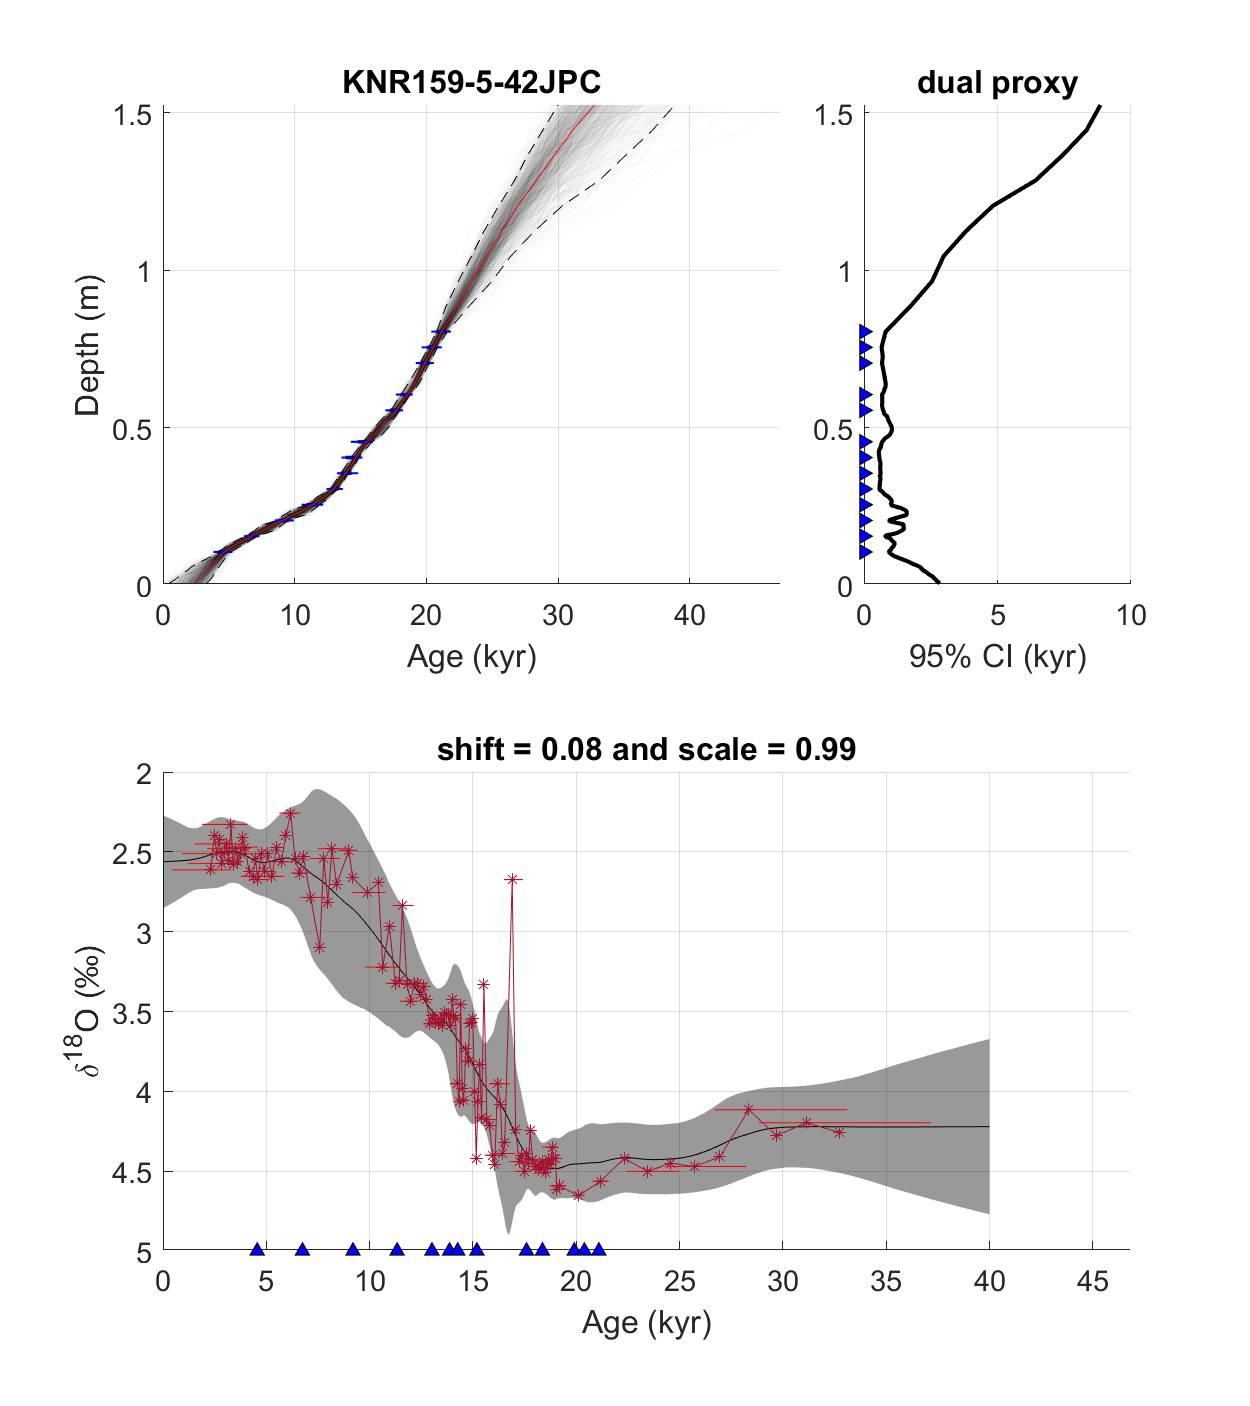 KNR159-5-42JPC
dual proxy
1.5
1
0.5
0
Depth (m)
0 10 20 30 40
Age (kyr)
1.5
1
0.5
0
0 5 10
95% CI (kyr)
shift = 0.08 and scale = 0.99
2
2.5
3
3.5
4
4.5
5
δ18O (‰)
0 5 10 15 20 25 30 35 40 45
Age (kyr)